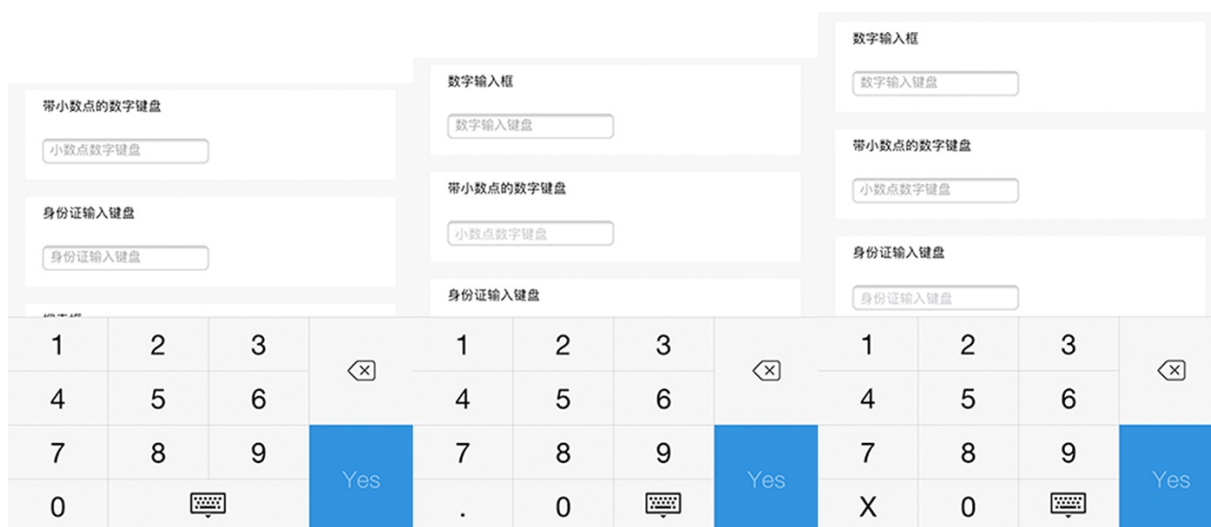 带小数点的数字键盘
小数点数字键盘
身份证输入键盘
身份证输入键盘
1 2 3
4 5 6
7 8 9
Yes
0
数字输入框
数字输入键盘
带小数点的数字键盘
小数点数字键盘
身份证输入键盘
1 2 3
4 5 6
7 8 9
Yes
. 0
数字输入框
数字输入键盘
带小数点的数字键盘
小数点数字键盘
身份证输入键盘
身份证输入键盘
1 2 3
4 5 6
7 8 9
Yes
X 0